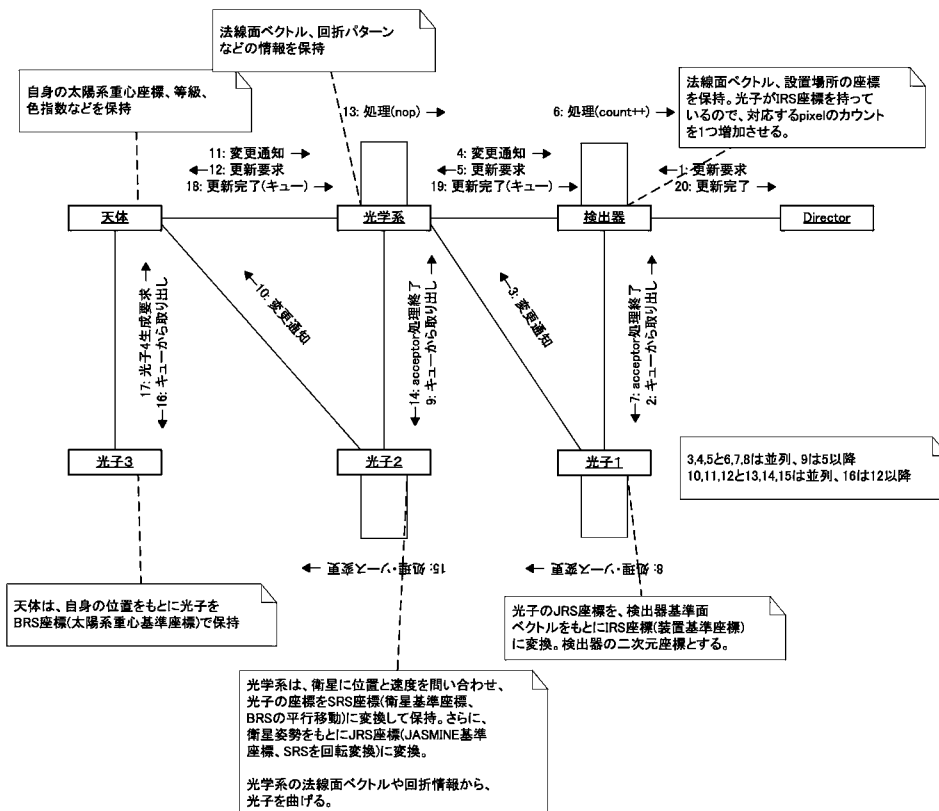 法線面ベクトル、回折パターン
などの情報を保持
自身の太陽系重心座標、等級、
色指数などを保持
法線面ベクトル、設置場所の座標
を保持。光子がIRS座標を持って
いるので、対応するpixelのカウント
を1つ増加させる。
13: 処理(nop)
6: 処理(count++)
11: 変更通知
12: 更新要求
18: 更新完了(キュー)
4: 変更通知
5: 更新要求
19: 更新完了(キュー)
1: 更新要求
20: 更新完了
天体
光学系
検出器
Director
17: 光子4生成要求
16: キューから取り出し
10: 変更通知
14: acceptor処理終了
9: キューから取り出し
3: 変更通知
7: acceptor処理終了
2: キューから取り出し
光子3
光子2
光子1
3,4,5と6,7,8は並列、9は5以降
10,11,12と13,14,15は並列、16は12以降
15: 処理・ソース変更
8: 処理・ソース変更
天体は、自身の位置をもとに光子を
BRS座標(太陽系重心基準座標)で保持
光子のJRS座標を、検出器基準面
ベクトルをもとにIRS座標(装置基準座標)
に変換。検出器の二次元座標とする。
光学系は、衛星に位置と速度を問い合わせ、
光子の座標をSRS座標(衛星基準座標、
BRSの平行移動)に変換して保持。さらに、
衛星姿勢をもとにJRS座標(JASMINE基準
座標、SRSを回転変換)に変換。
光学系の法線面ベクトルや回折情報から、
光子を曲げる。